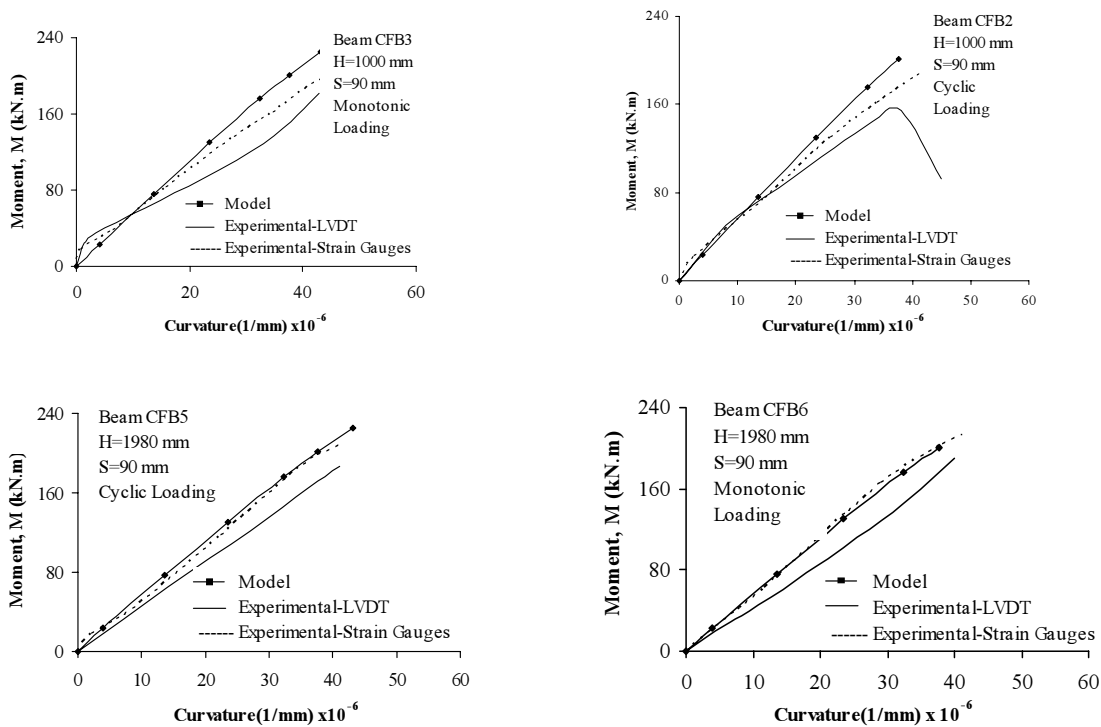 Beam CFB3
H=1000 mm
S=90 mm
Monotonic
Loading
Moment, M (kN.m)
240
160
80
0
Model
Experimental-LVDT
Experimental-Strain Gauges
0 20 40 60
Curvature(1/mm) x10⁻⁶
Beam CFB2
H=1000 mm
S=90 mm
Cyclic
Loading
Moment, M (kN.m)
240
160
80
0
Model
Experimental-LVDT
Experimental-Strain Gauges
0 10 20 30 40 50 60
Curvature(1/mm) x10⁻⁶
Beam CFB5
H=1980 mm
S=90 mm
Cyclic Loading
Moment, M (kN.m)
240
160
80
0
Model
Experimental-LVDT
Experimental-Strain Gauges
0 10 20 30 40 50 60
Curvature(1/mm) x10⁻⁶
Beam CFB6
H=1980 mm
S=90 mm
Monotonic
Loading
Moment, M (kN.m)
240
160
80
0
Model
Experimental-LVDT
Experimental-Strain Gauges
0 10 20 30 40 50 60
Curvature(1/mm) x 10⁻⁶